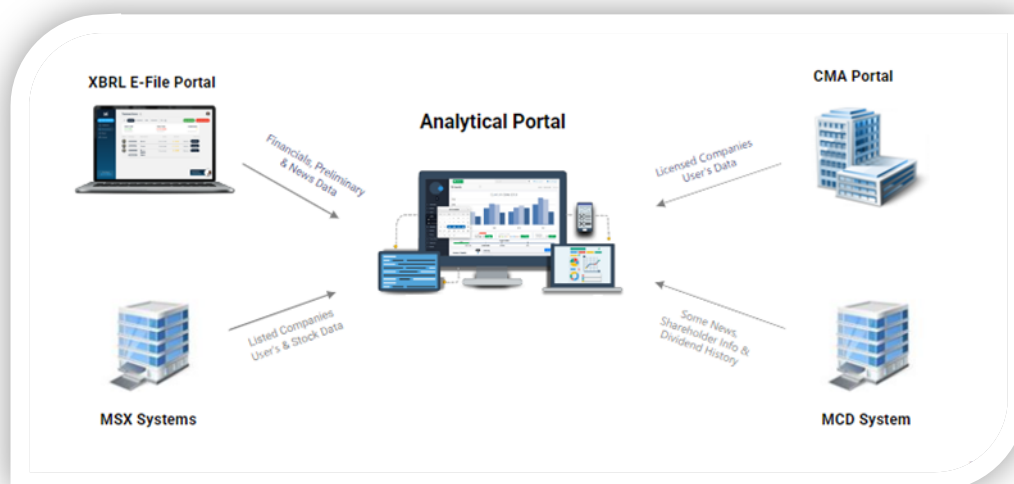 XBRL E-File Portal
CMA Portal
Analytical Portal
Financials, Preliminary
& News Data
Licensed Companies
User's Data
Listed Companies
User's & Stock Data
Some News,
Shareholder Info &
Dividend History
MSX Systems
MCD System